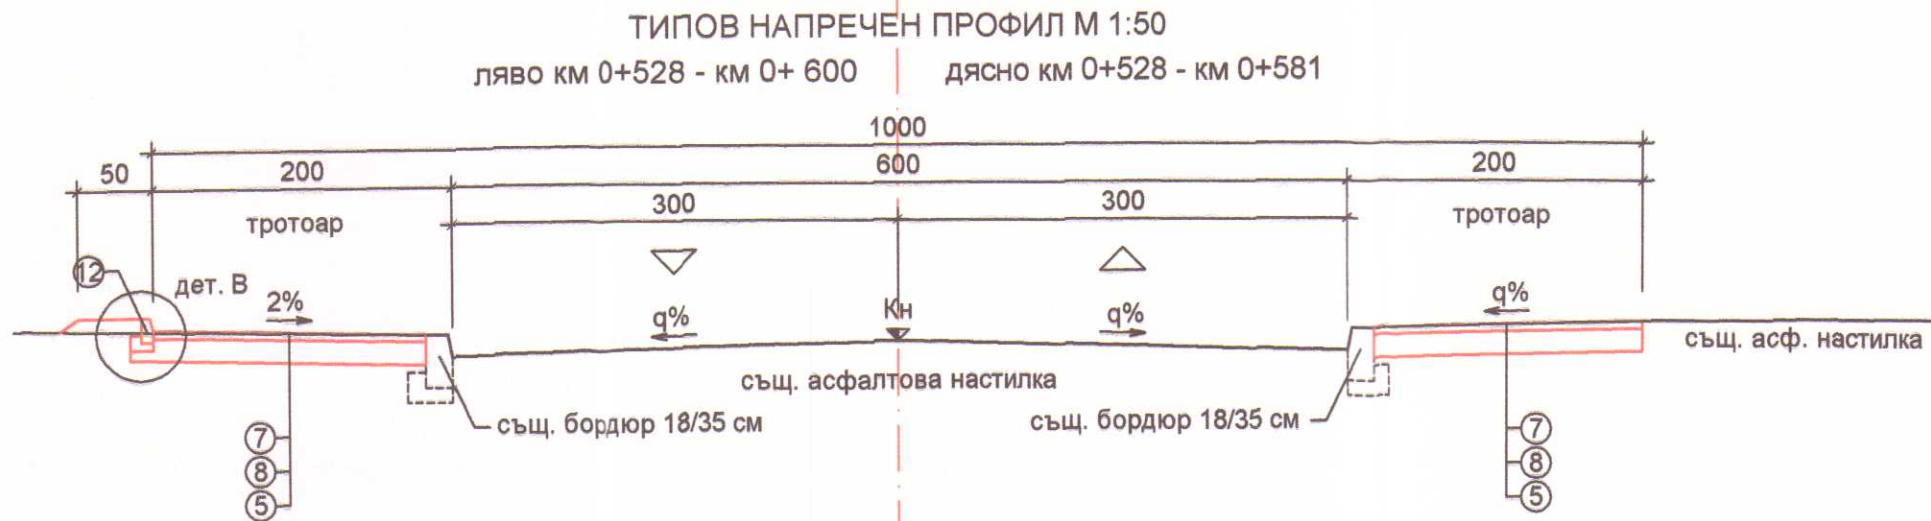 ТИПОВ НАПРЕЧЕН ПРОФИЛ М 1:50
ляво км 0+528 - км 0+ 600 дясно км 0+528 - км 0+581
1000
50 200 600 200
300 300
тротоар тротоар
12
дет. В
2% q% Кн q% q%
същ. асф. настилка
същ. асфалтова настилка
същ. бордюр 18/35 см същ. бордюр 18/35 см
7 7
8 8
5 5